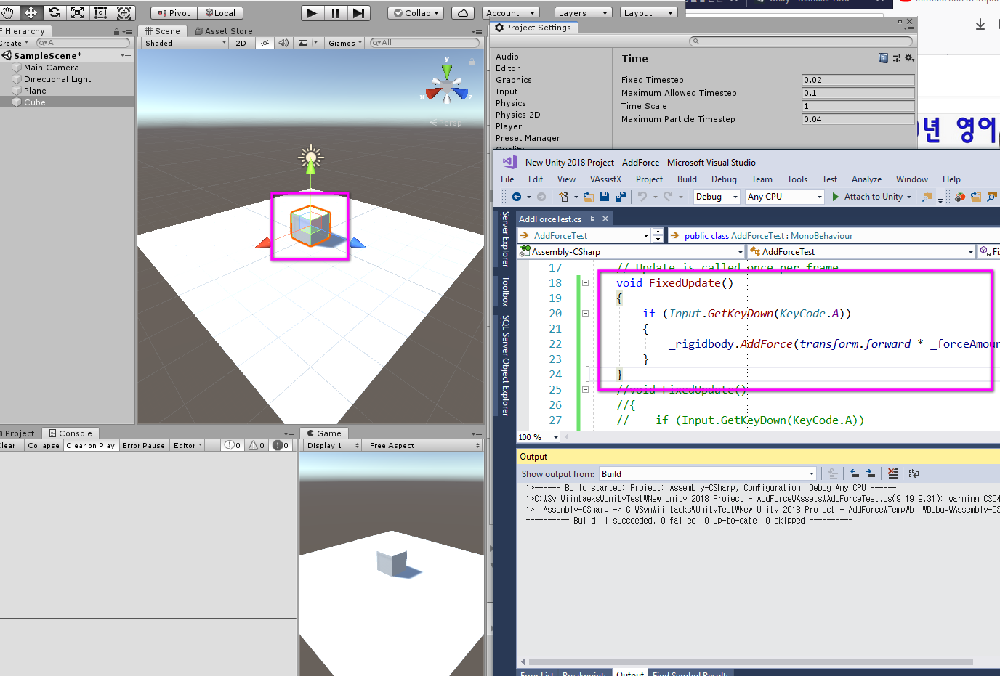 Pivot
Local
Collab
Account
Layers
Layout
Hierarchy
Scene
Asset Store
Create
All
Shaded
2D
Gizmos
All
SampleScene*
Main Camera
Directional Light
Plane
Cube
y
x
z
Persp
Project Settings
Audio
Editor
Graphics
Input
Physics
Physics 2D
Player
Preset Manager
Quality
Time
Fixed Timestep
0.02
Maximum Allowed Timestep
0.1
Time Scale
1
Maximum Particle Timestep
0.04
년 영어
New Unity 2018 Project - AddForce - Microsoft Visual Studio
File Edit View VAssistX Project Build Debug Team Tools Test Analyze Window Help
Debug
Any CPU
Attach to Unity
Server Explorer
Toolbox
SQL Server Object Explorer
AddForceTest.cs
AddForceTest
public class AddForceTest : MonoBehaviour
Assembly-CSharp
AddForceTest
17 // Update is called once per frame
18 void FixedUpdate()
19 {
20 if (Input.GetKeyDown(KeyCode.A))
21 {
22 _rigidbody.AddForce(transform.forward * _forceAmoun
23 }
24 }
25 //void FixedUpdate()
26 //{
27 // if (Input.GetKeyDown(KeyCode.A))
100 %
Output
Show output from: Build
1>------ Build started: Project: Assembly-CSharp, Configuration: Debug Any CPU ------
1>C:\Svn\jintaeks\UnityTest\New Unity 2018 Project - AddForce\Assets\AddForceTest.cs(9,19,9,31): warning CS04
1> Assembly-CSharp -> C:\Svn\jintaeks\UnityTest\New Unity 2018 Project - AddForce\Temp\bin\Debug\Assembly-CS
========== Build: 1 succeeded, 0 failed, 0 up-to-date, 0 skipped ==========
Error List Breakpoints Output Find Symbol Results
Project
Console
Clear
Collapse
Clear on Play
Error Pause
Editor
0
0
0
Game
Display 1
Free Aspect